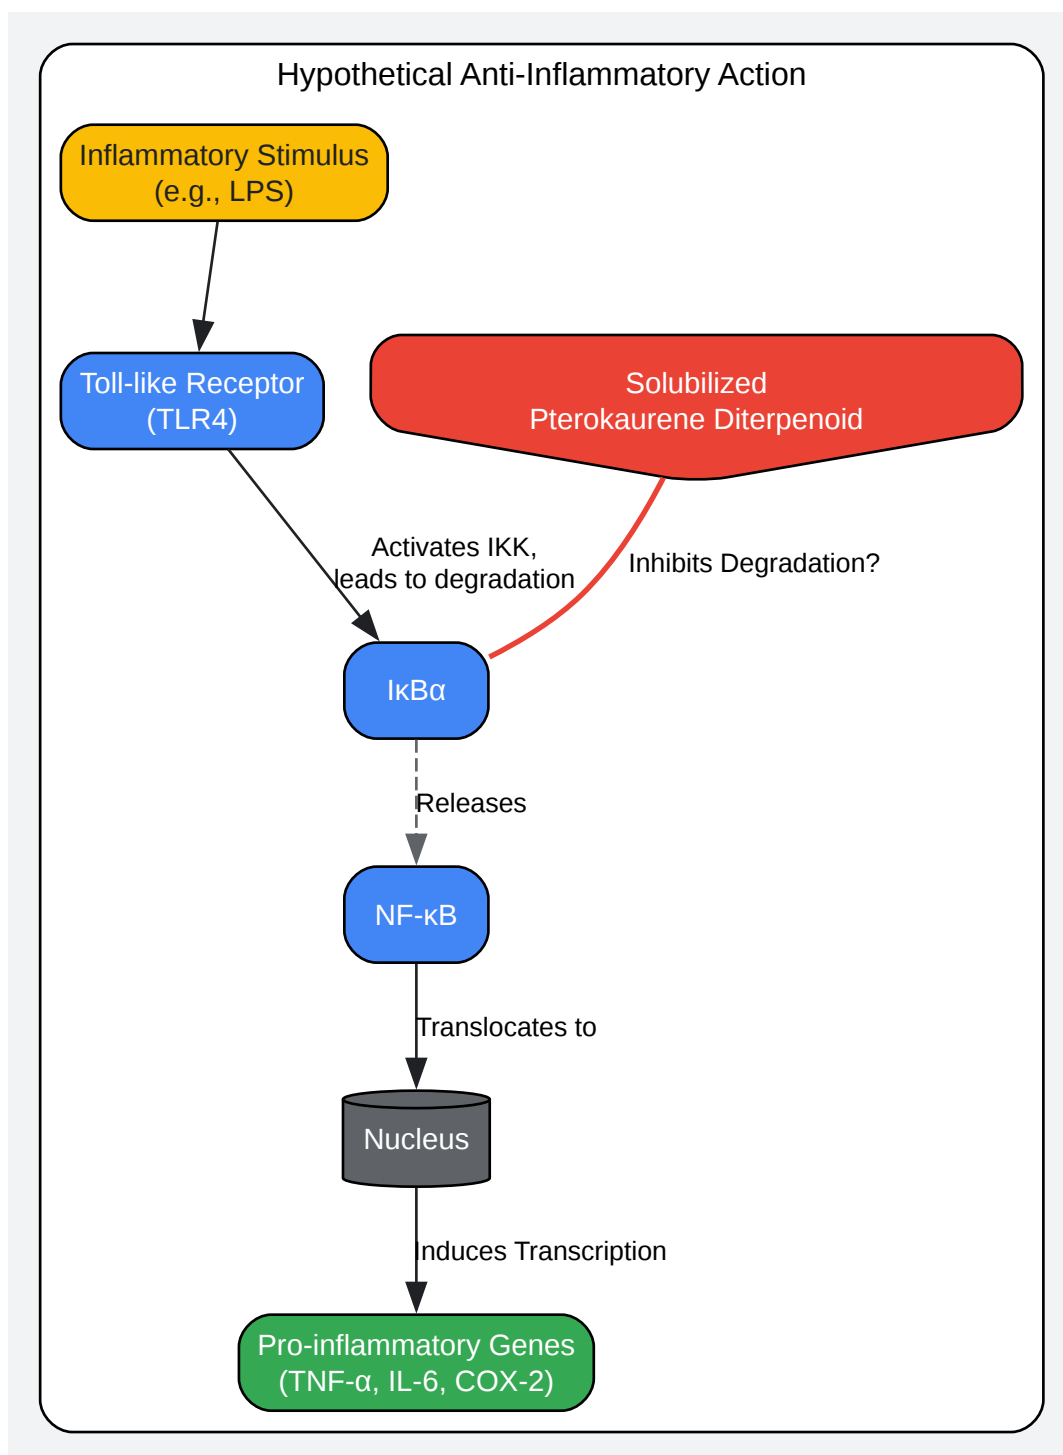 Hypothetical Anti-Inflammatory Action
Inflammatory Stimulus
(e.g., LPS)
Toll-like Receptor
(TLR4)
Solubilized
Pterokaurene Diterpenoid
Activates IKK,
leads to degradation
Inhibits Degradation?
IκBα
Releases
NF-κB
Translocates to
Nucleus
Induces Transcription
Pro-inflammatory Genes
(TNF-α, IL-6, COX-2)